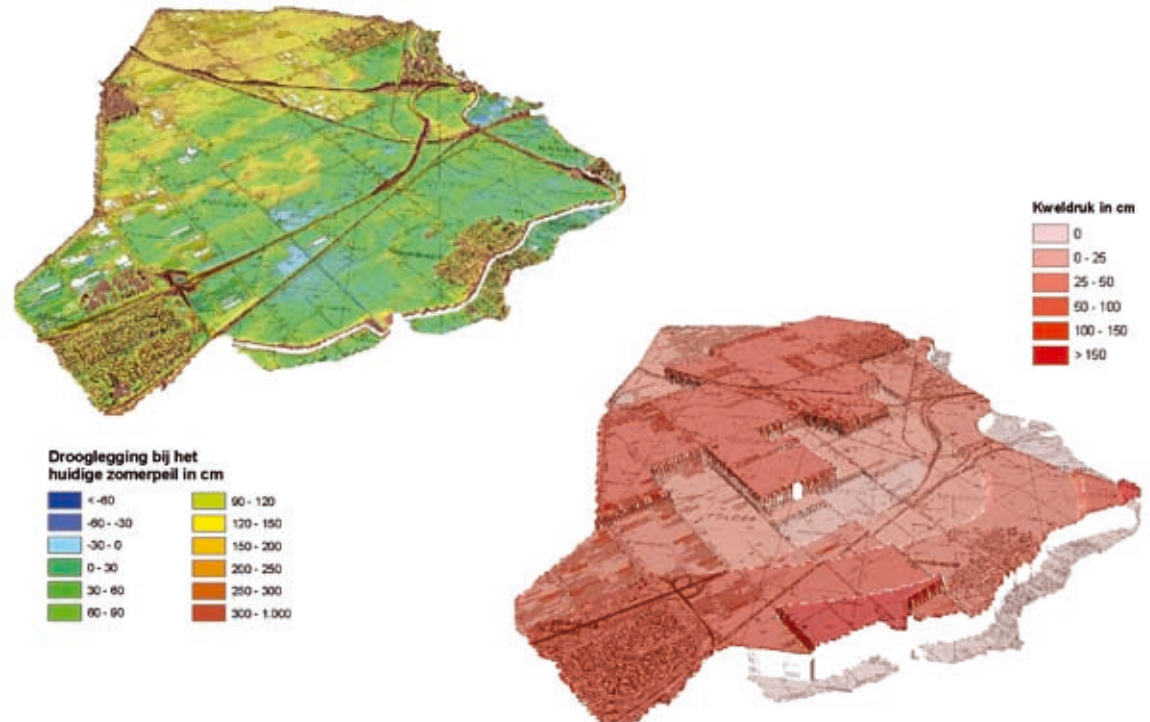 Kweldruk in cm
0
0 - 25
25 - 50
50 - 100
100 - 150
> 150
Drooglegging bij het
huidige zomerpeil in cm
< -60
-60 - -30
-30 - 0
0 - 30
30 - 60
60 - 90
90 - 120
120 - 150
150 - 200
200 - 250
250 - 300
300 - 1.000